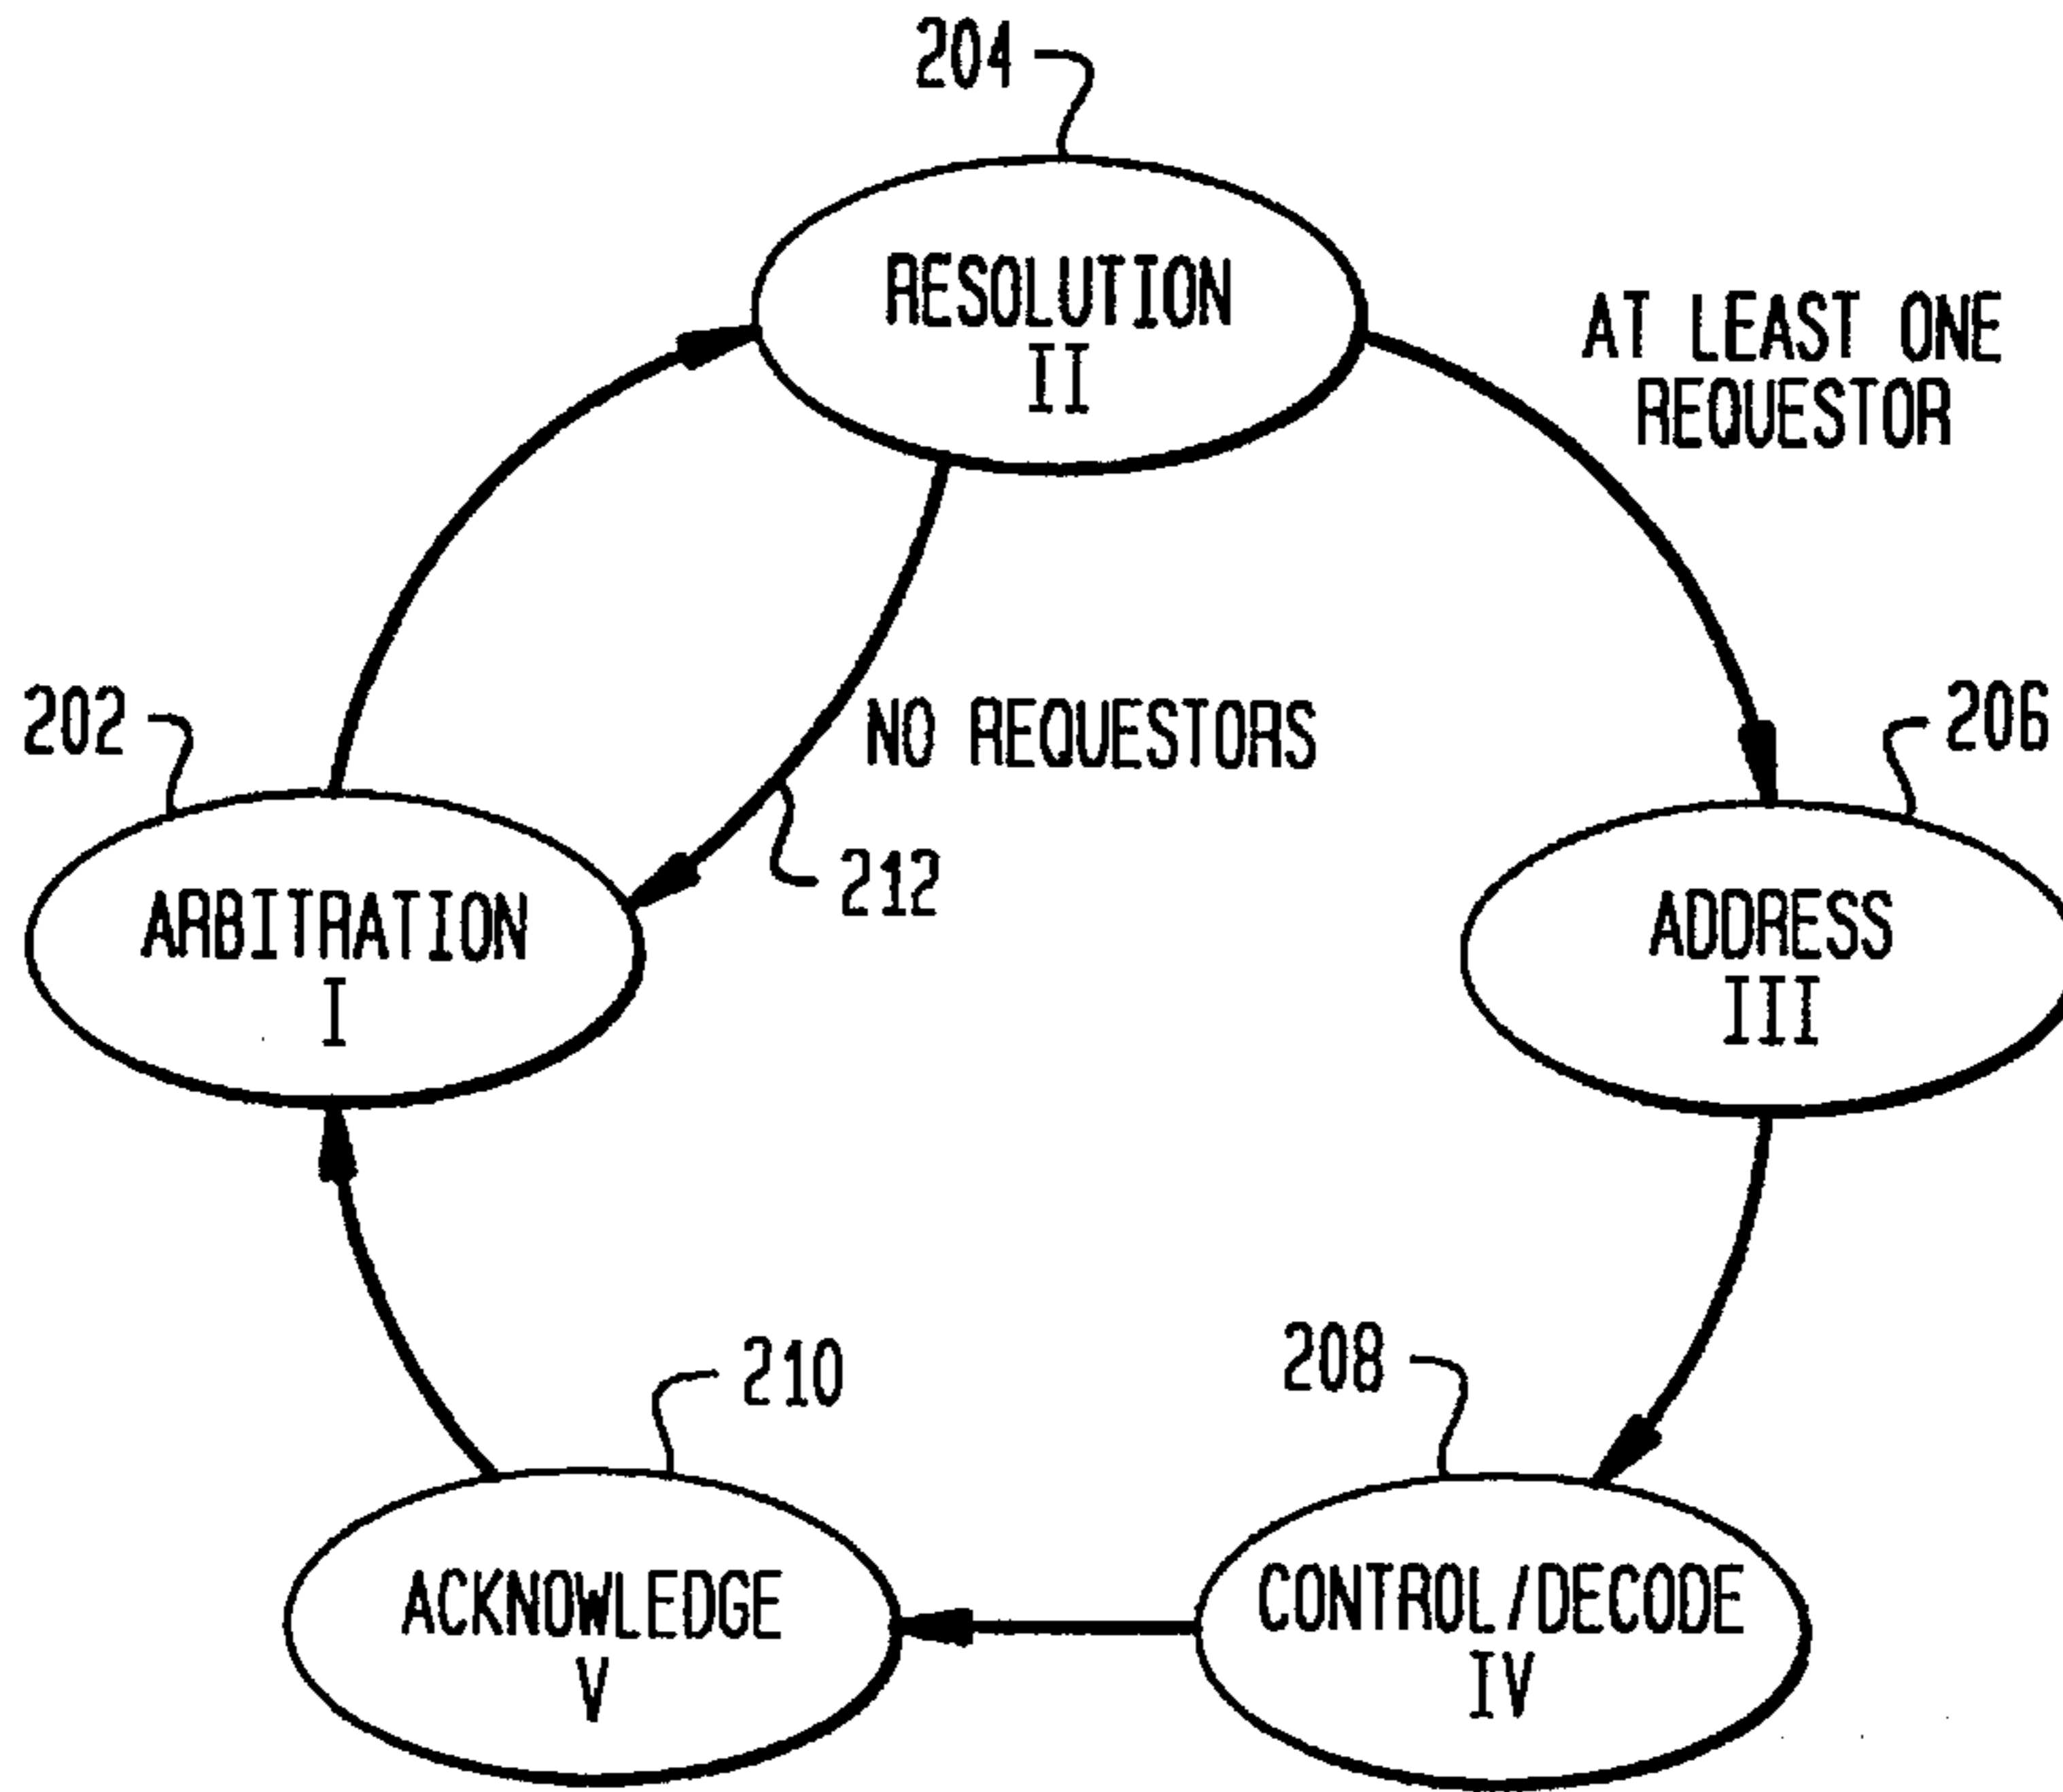 204
RESOLUTION
II
AT LEAST ONE
REQUESTOR
202
NO REQUESTORS
206
212
ARBITRATION
I
ADDRESS
III
210
208
ACKNOWLEDGE
V
CONTROL/DECODE
IV